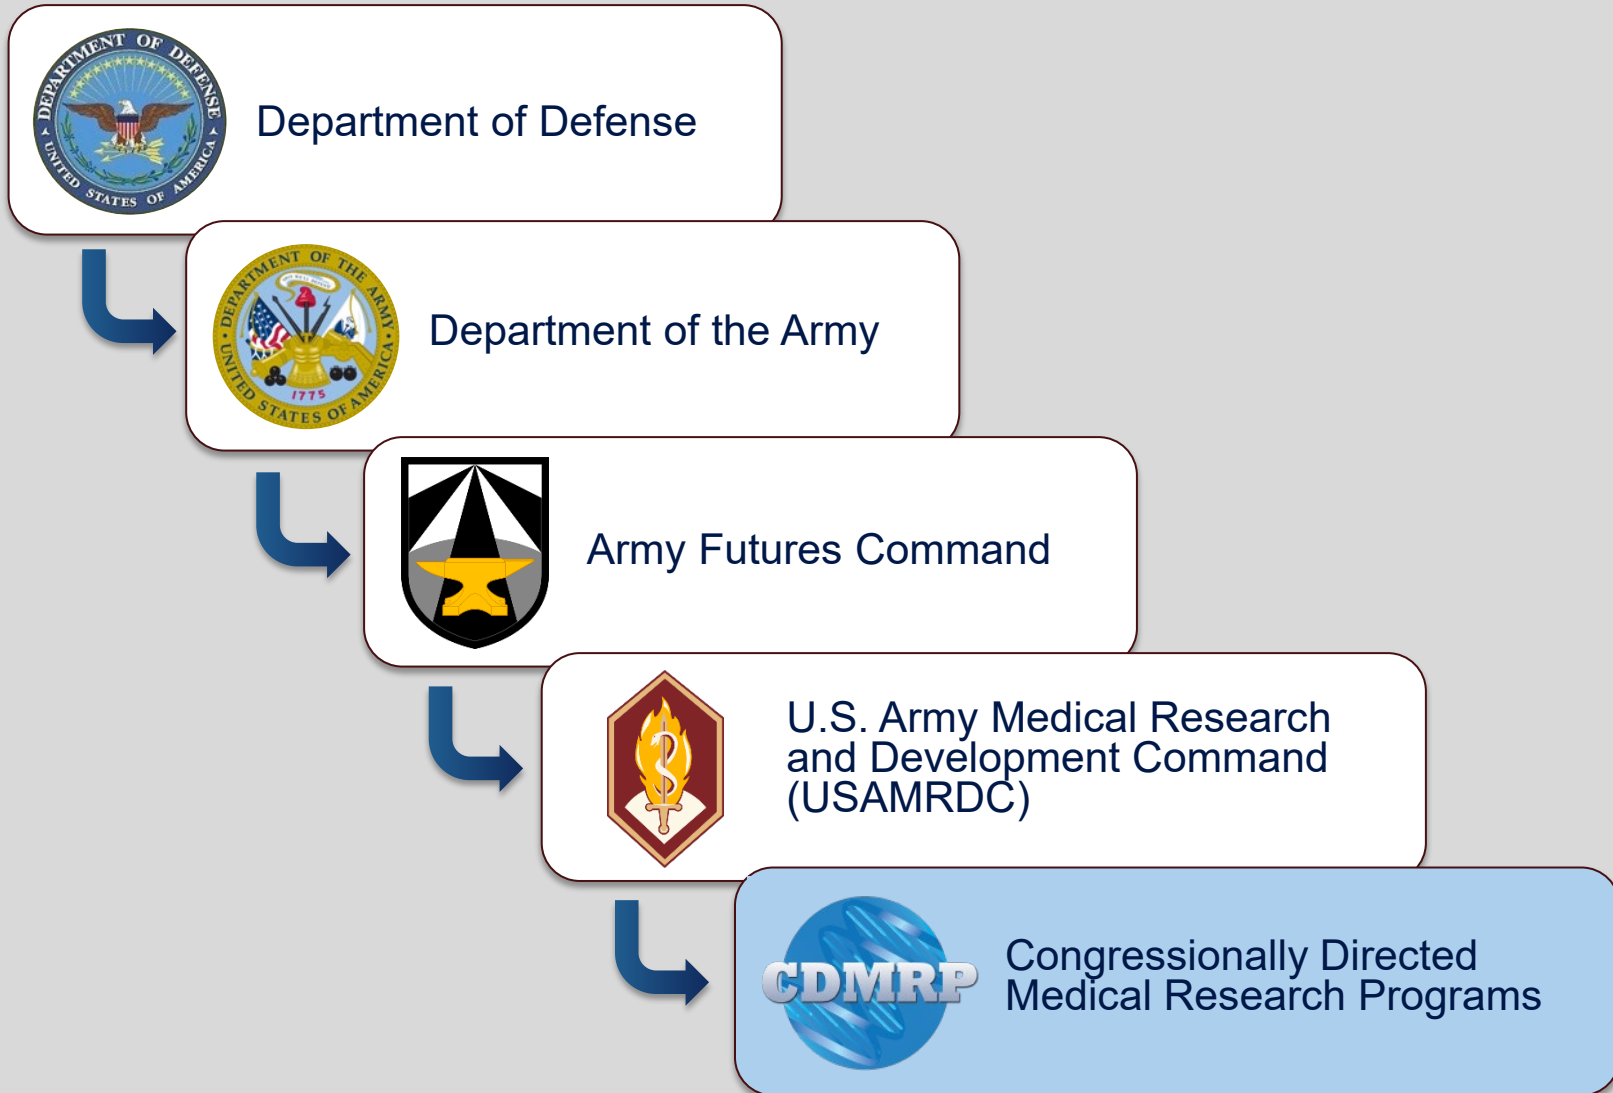 DEPARTMENT OF DEFENSE
UNITED STATES OF AMERICA
Department of Defense
DEPARTMENT OF THE ARMY
UNITED STATES OF AMERICA
1775
Department of the Army
Army Futures Command
U.S. Army Medical Research
and Development Command
(USAMRDC)
CDMRP
Congressionally Directed
Medical Research Programs